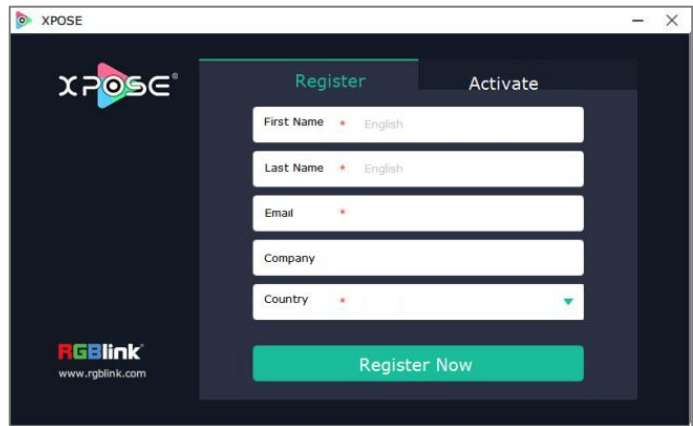 XPOSE
XPOSE®
Register
Activate
First Name * English
Last Name * English
Email *
Company
Country *
Register Now
RGBlink®
www.rgblink.com